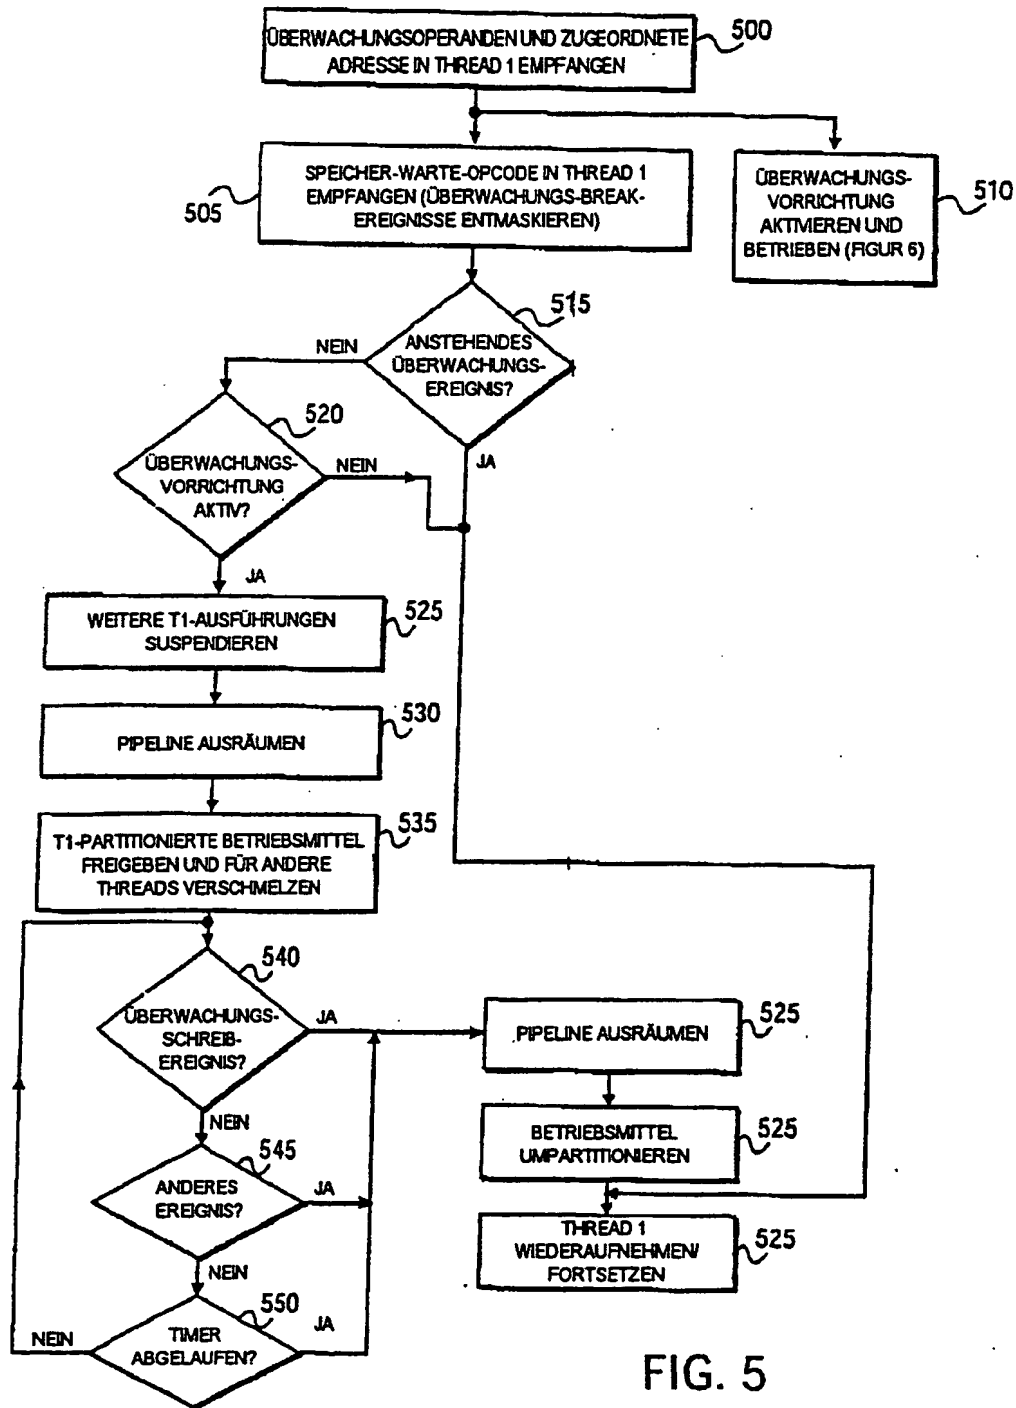 ÜBERWACHUNGSOPERANDEN UND ZUGEORDNETE
ADRESSE IN THREAD 1 EMPFANGEN
500
SPEICHER-WARTE-OPCODE IN THREAD 1
EMPFANGEN (ÜBERWACHUNGS-BREAK-
EREIGNISSE ENTMASKIEREN)
505
ÜBERWACHUNGS-
VORRICHTUNG
AKTIVIEREN UND
BETRIEBEN (FIGUR 6)
510
ANSTEHENDES
ÜBERWACHUNGS-
EREIGNIS?
515
NEIN
JA
ÜBERWACHUNGS-
VORRICHTUNG
AKTIV?
520
NEIN
JA
WEITERE T1-AUSFÜHRUNGEN
SUSPENDIEREN
525
PIPELINE AUSRÄUMEN
530
T1-PARTITIONIERTE BETRIEBSMITTEL
FREIGEBEN UND FÜR ANDERE
THREADS VERSCHMELZEN
535
ÜBERWACHUNGS-
SCHREIB-
EREIGNIS?
540
JA
NEIN
ANDERES
EREIGNIS?
545
JA
NEIN
TIMER
ABGELAUFEN?
550
JA
NEIN
PIPELINE AUSRÄUMEN
525
BETRIEBSMITTEL
UMPARTITIONIEREN
525
THREAD 1
WIEDERAUFNEHMEN/
FORTSETZEN
525
FIG. 5